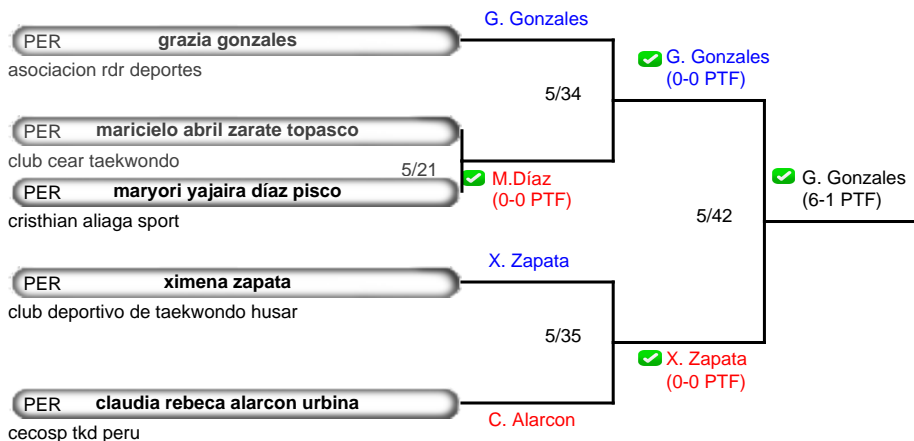 G. Gonzales
PER grazia gonzales
asociacion rdr deportes
G. Gonzales
(0-0 PTF)
5/34
PER maricielo abril zarate topasco
club cear taekwondo
5/21
M.Díaz
(0-0 PTF)
PER maryori yajaira díaz pisco
cristhian aliaga sport
G. Gonzales
(6-1 PTF)
5/42
X. Zapata
PER ximena zapata
club deportivo de taekwondo husar
5/35
X. Zapata
(0-0 PTF)
PER claudia rebeca alarcon urbina
C. Alarcon
cecosp tkd peru